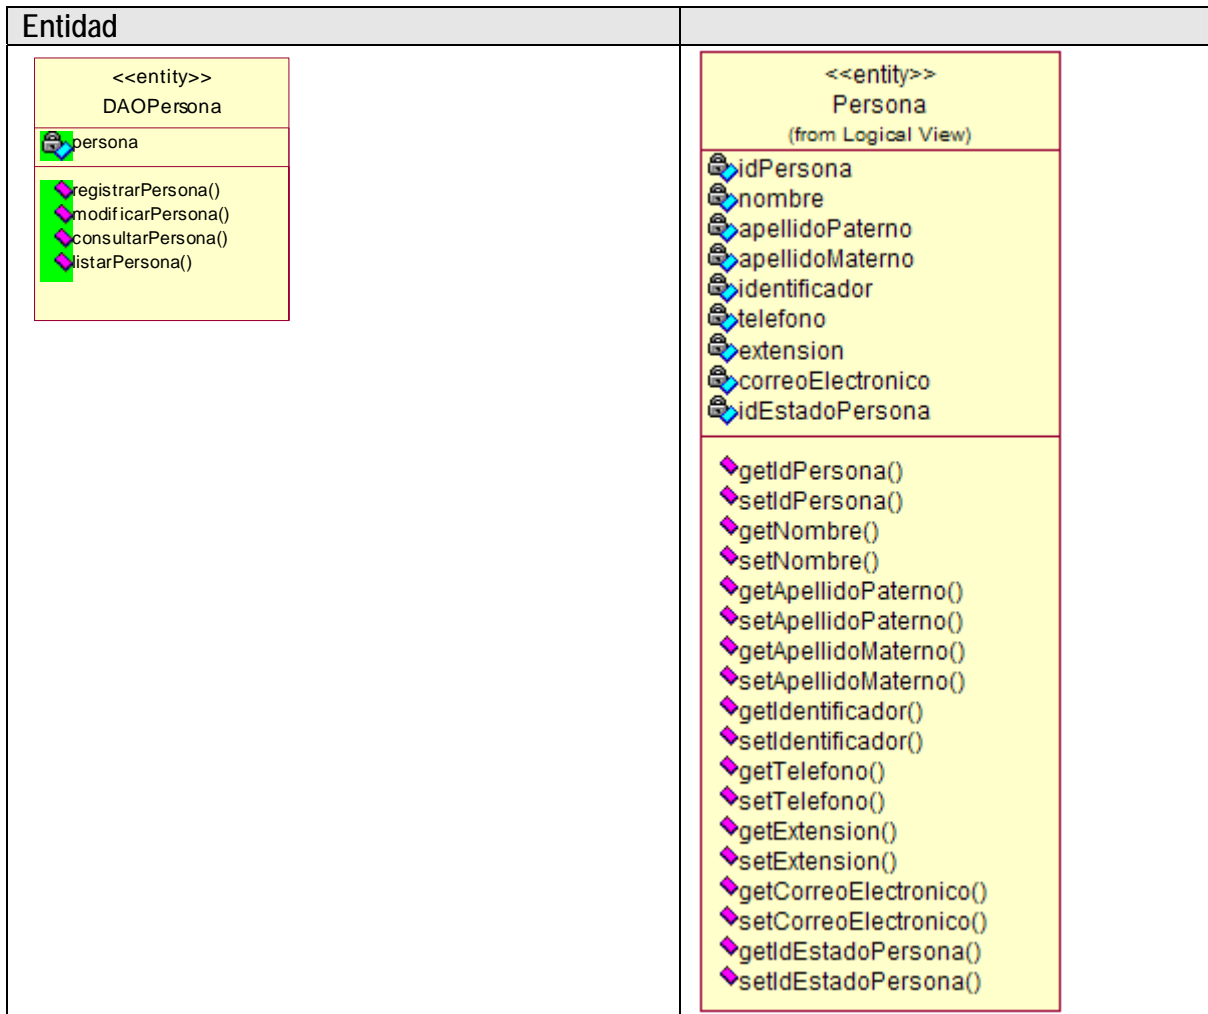 Entidad
<<entity>>
DAOPersona
persona
registrarPersona()
modificarPersona()
consultarPersona()
listarPersona()
<<entity>>
Persona
(from Logical View)
idPersona
nombre
apellidoPaterno
apellidoMaterno
identificador
telefono
extension
correoElectronico
idEstadoPersona
getIdPersona()
setIdPersona()
getNombre()
setNombre()
getApellidoPaterno()
setApellidoPaterno()
getApellidoMaterno()
setApellidoMaterno()
getIdentificador()
setIdentificador()
getTelefono()
setTelefono()
getExtension()
setExtension()
getCorreoElectronico()
setCorreoElectronico()
getIdEstadoPersona()
setIdEstadoPersona()